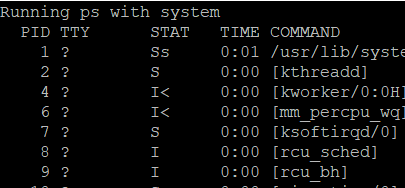 Running ps with system
PID TTY STAT TIME COMMAND
1 ? Ss 0:01 /usr/lib/syste
2 ? S 0:00 [kthreadd]
4 ? I< 0:00 [kworker/0:0H]
6 ? I< 0:00 [mm_percpu_wq]
7 ? S 0:00 [ksoftirqd/0]
8 ? I 0:00 [rcu_sched]
9 ? I 0:00 [rcu_bh]